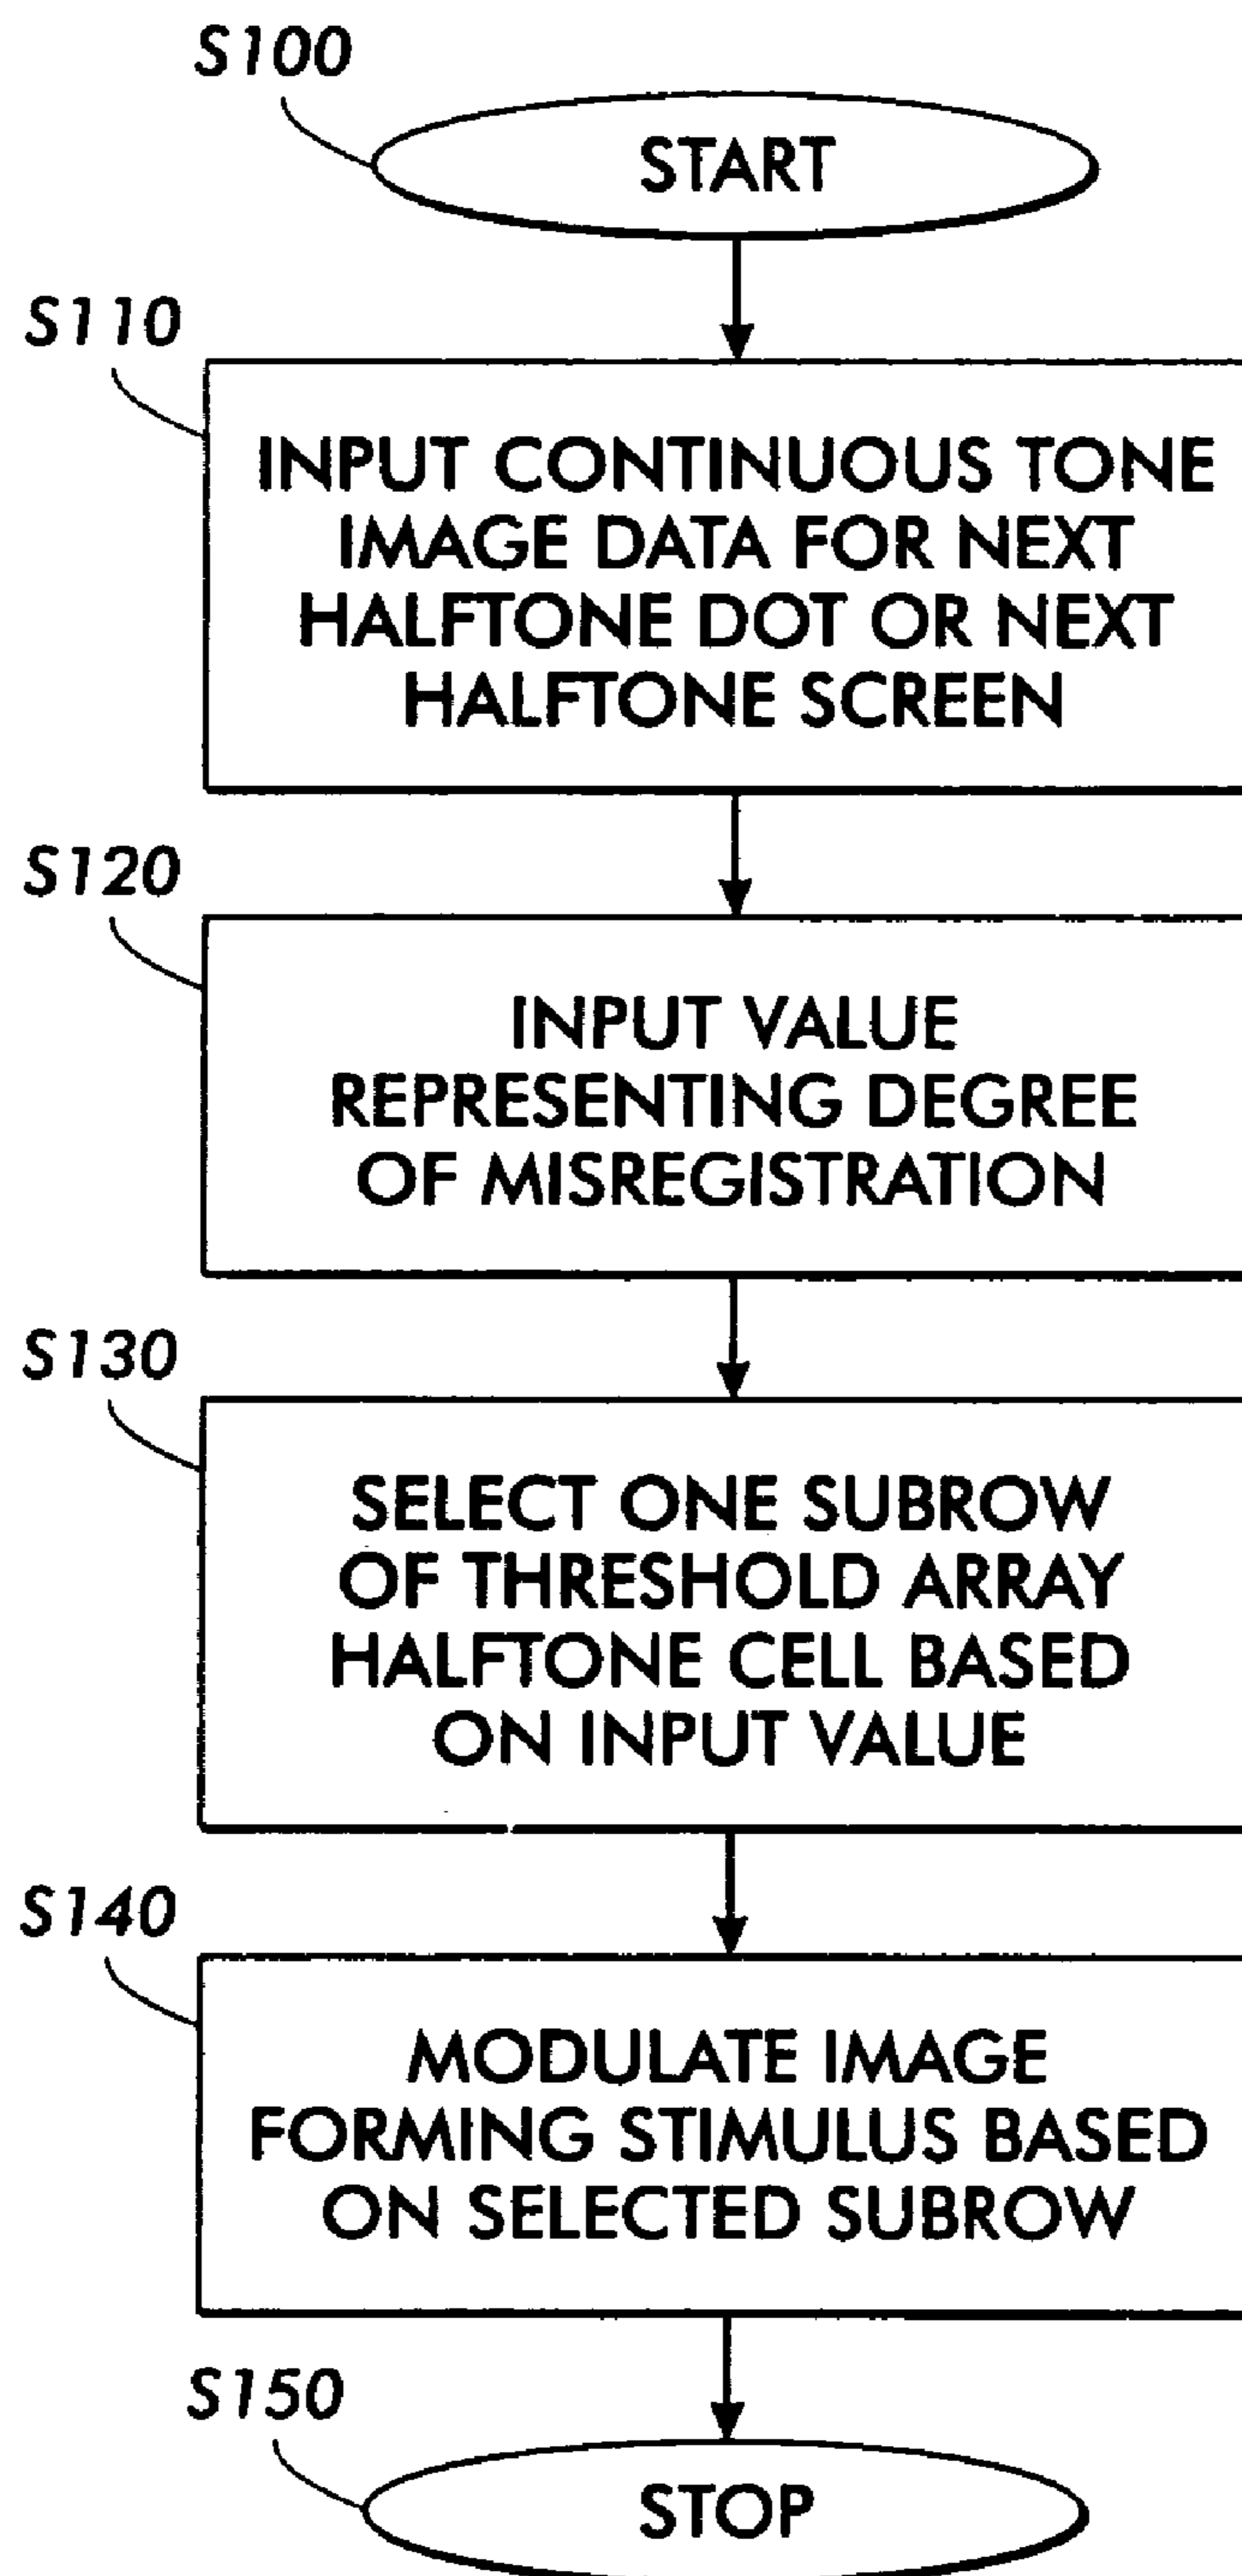 S100
START
S110
INPUT CONTINUOUS TONE
IMAGE DATA FOR NEXT
HALFTONE DOT OR NEXT
HALFTONE SCREEN
S120
INPUT VALUE
REPRESENTING DEGREE
OF MISREGISTRATION
S130
SELECT ONE SUBROW
OF THRESHOLD ARRAY
HALFTONE CELL BASED
ON INPUT VALUE
S140
MODULATE IMAGE
FORMING STIMULUS BASED
ON SELECTED SUBROW
S150
STOP